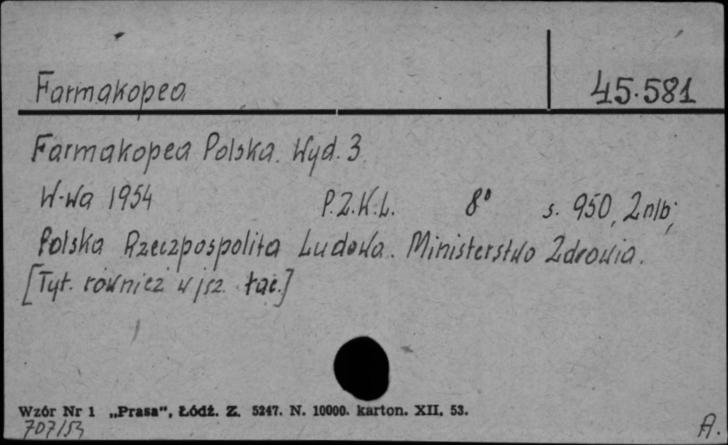 Farmakopea 45.581
Farmakopea Polska. Wyd. 3.
W-wa 1954 P.Z.W.L. 8° s. 950, 2 nlb;
Polska Rzeczpospolita Ludowa. Ministerstwo Zdrowia.
[Tyt. również w jęz. łac.]
Wzór Nr 1 „Prasa", Łódź. Z. 5247. N. 10000. karton. XII. 53.
707/53 A.